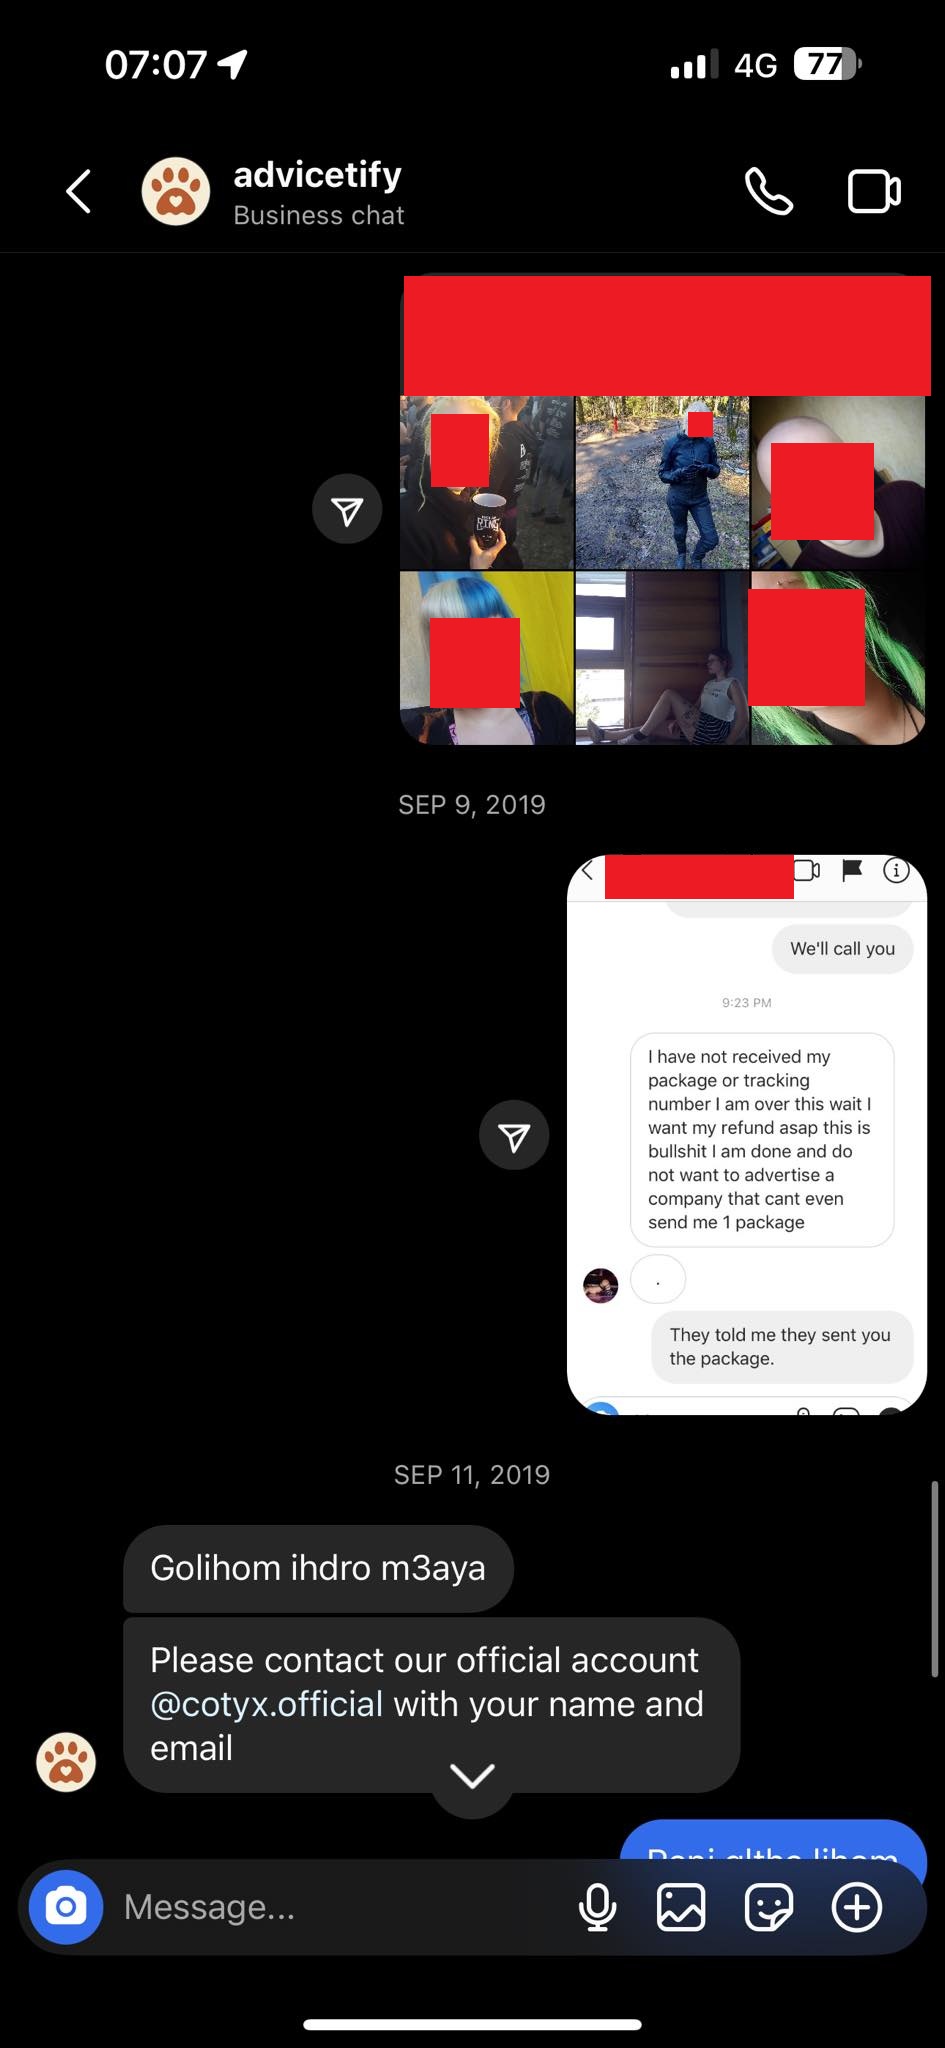 07:07
4G
77
advicetify
Business chat
SEP 9, 2019
We'll call you
9:23 PM
I have not received my
package or tracking
number I am over this wait I
want my refund asap this is
bullshit I am done and do
not want to advertise a
company that cant even
send me 1 package
.
They told me they sent you
the package.
SEP 11, 2019
Golihom ihdro m3aya
Please contact our official account
@cotyx.official with your name and
email
Message...